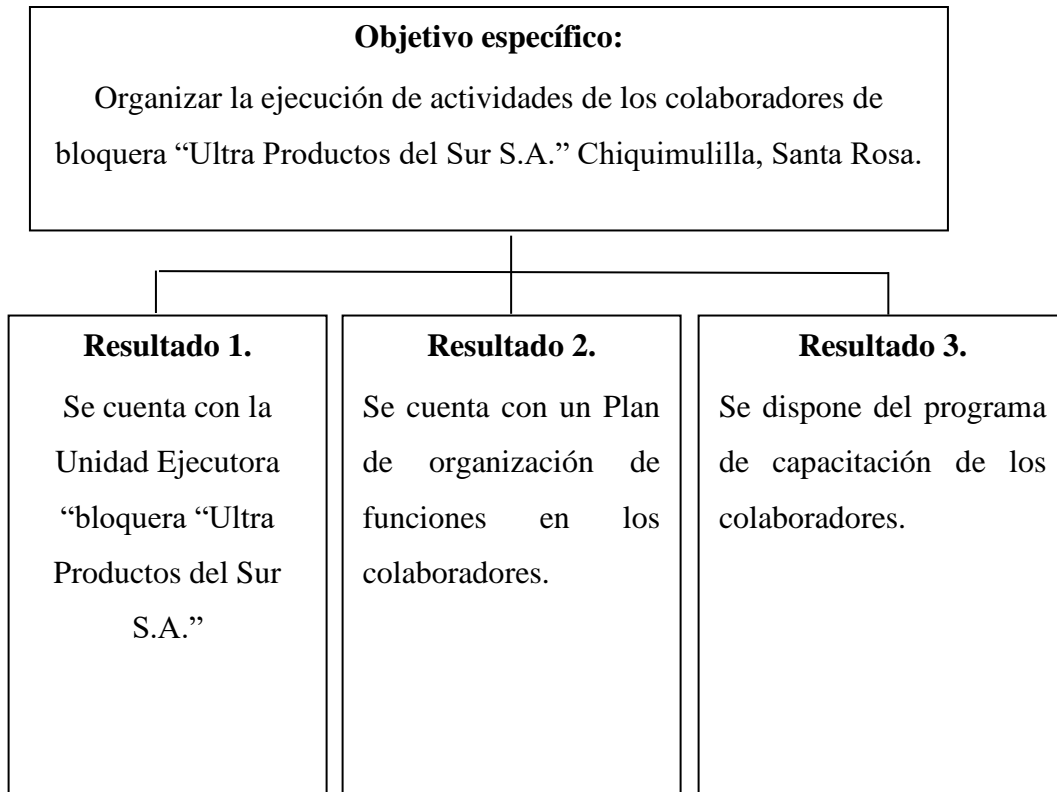 Objetivo específico:
Organizar la ejecución de actividades de los colaboradores de
bloquera “Ultra Productos del Sur S.A.” Chiquimulilla, Santa Rosa.
Resultado 1.
Se cuenta con la
Unidad Ejecutora
“bloquera “Ultra
Productos del Sur
S.A.”
Resultado 2.
Se cuenta con un Plan
de organización de
funciones en los
colaboradores.
Resultado 3.
Se dispone del programa
de capacitación de los
colaboradores.